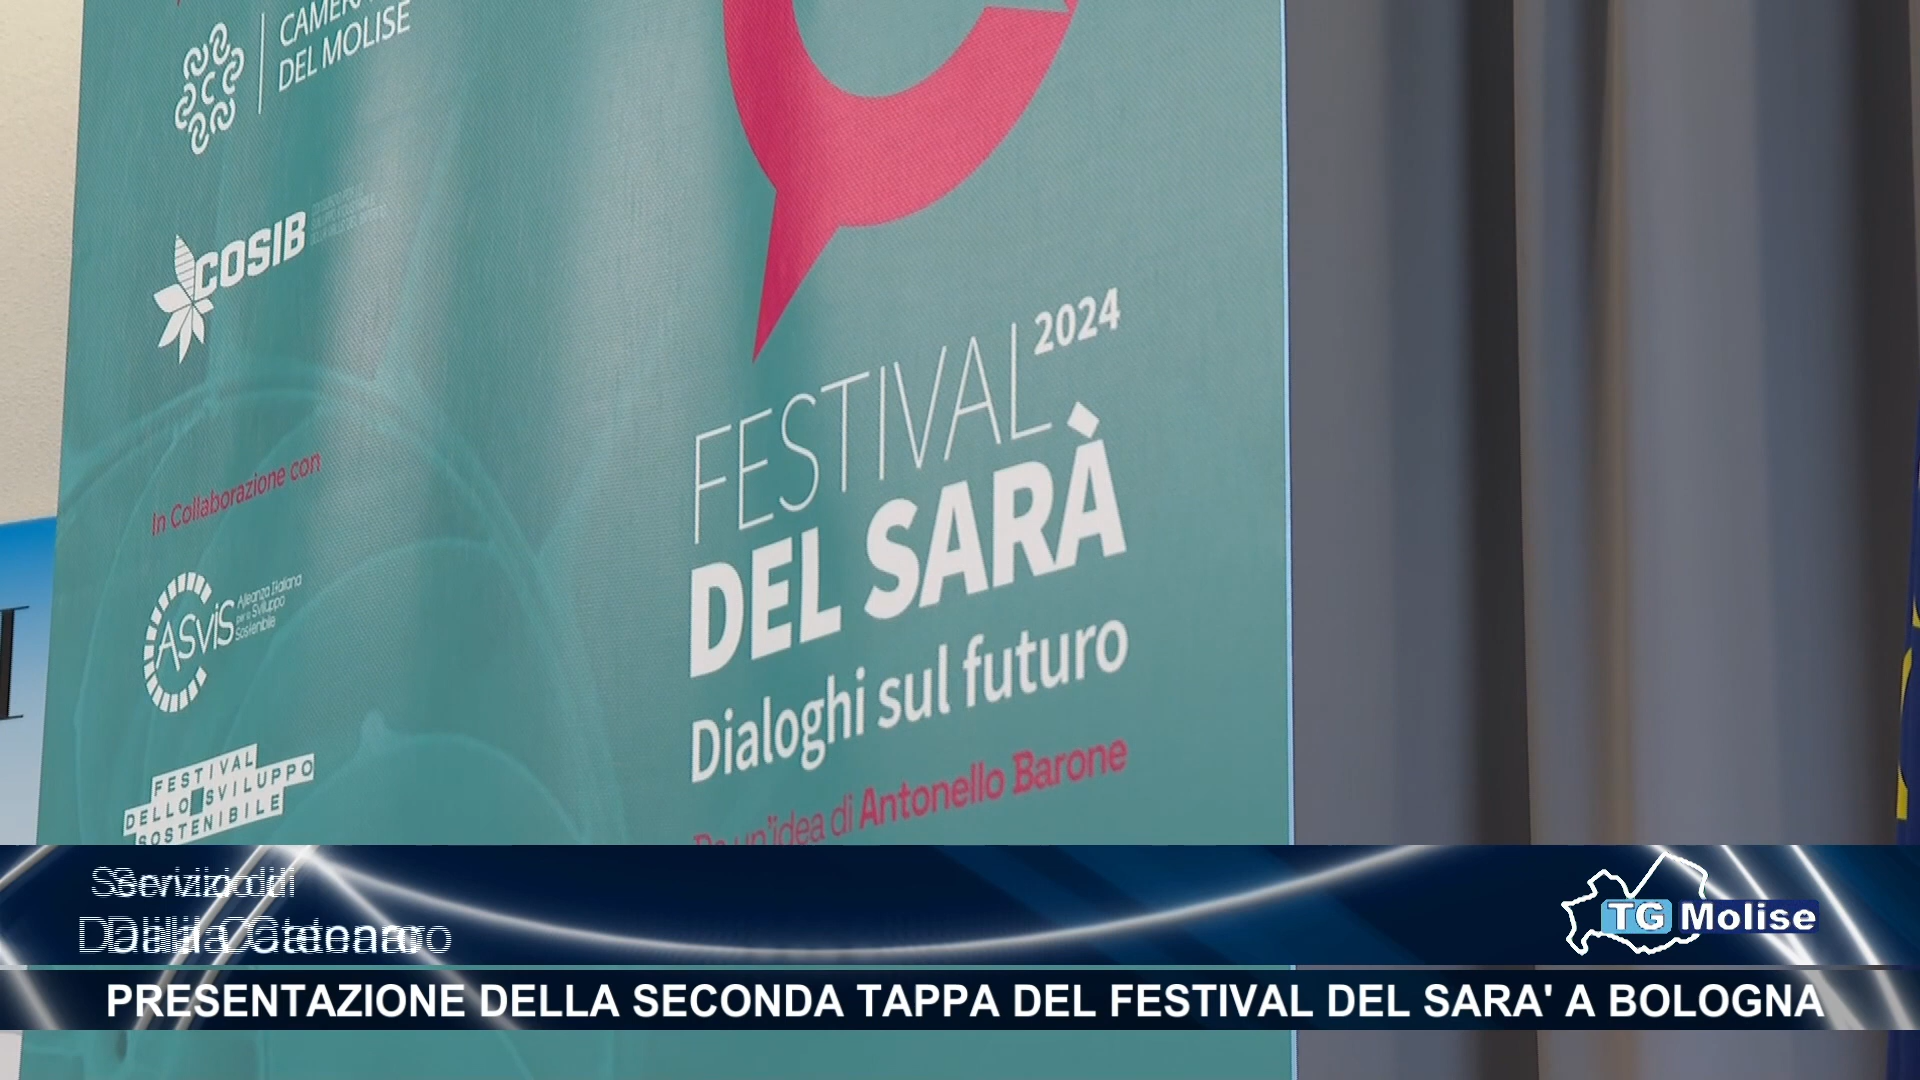 DEL MOLISE
COSIB
In Collaborazione con
ASviS
Alleanza Italiana
per lo Sviluppo
Sostenibile
FESTIVAL
DELLO SVILUPPO
SOSTENIBILE
FESTIVAL 2024
DEL SARÀ
Dialoghi sul futuro
Da un'idea di Antonello Barone
Servizio di
TG Molise
PRESENTAZIONE DELLA SECONDA TAPPA DEL FESTIVAL DEL SARA' A BOLOGNA